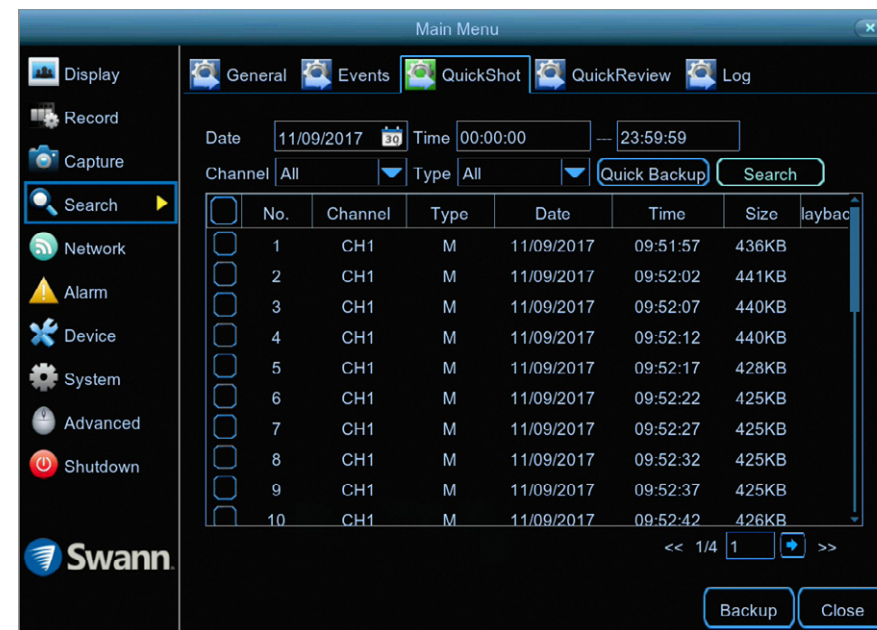 Main Menu
Display
Record
Capture
Search
Network
Alarm
Device
System
Advanced
Shutdown
Swann.
General Events QuickShot QuickReview Log
Date 11/09/2017 30 Time 00:00:00 --- 23:59:59
Channel All Type All Quick Backup Search
No. Channel Type Date Time Size laybac
1 CH1 M 11/09/2017 09:51:57 436KB
2 CH1 M 11/09/2017 09:52:02 441KB
3 CH1 M 11/09/2017 09:52:07 440KB
4 CH1 M 11/09/2017 09:52:12 440KB
5 CH1 M 11/09/2017 09:52:17 428KB
6 CH1 M 11/09/2017 09:52:22 425KB
7 CH1 M 11/09/2017 09:52:27 425KB
8 CH1 M 11/09/2017 09:52:32 425KB
9 CH1 M 11/09/2017 09:52:37 425KB
10 CH1 M 11/09/2017 09:52:42 426KB
<< 1/4 1 >>
Backup Close